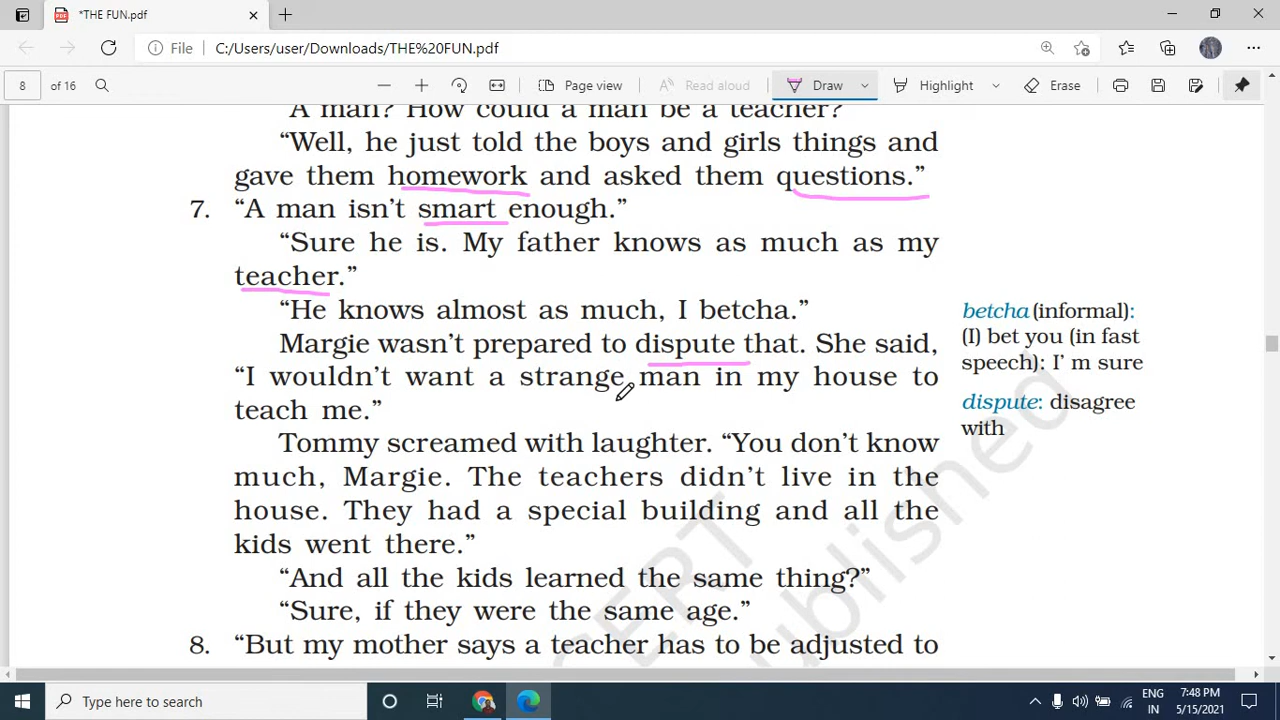 *THE FUN.pdf
File C:/Users/user/Downloads/THE%20FUN.pdf
8 of 16 Page view Read aloud Draw Highlight Erase
A man? How could a man be a teacher?
“Well, he just told the boys and girls things and
gave them homework and asked them questions.”
7. “A man isn’t smart enough.”
“Sure he is. My father knows as much as my
teacher.”
“He knows almost as much, I betcha.”
Margie wasn’t prepared to dispute that. She said,
“I wouldn’t want a strange man in my house to
teach me.”
Tommy screamed with laughter. “You don’t know
much, Margie. The teachers didn’t live in the
house. They had a special building and all the
kids went there.”
“And all the kids learned the same thing?”
“Sure, if they were the same age.”
8. “But my mother says a teacher has to be adjusted to
betcha (informal):
(I) bet you (in fast
speech): I’ m sure
dispute: disagree
with
Type here to search
ENG
IN
7:48 PM
5/15/2021